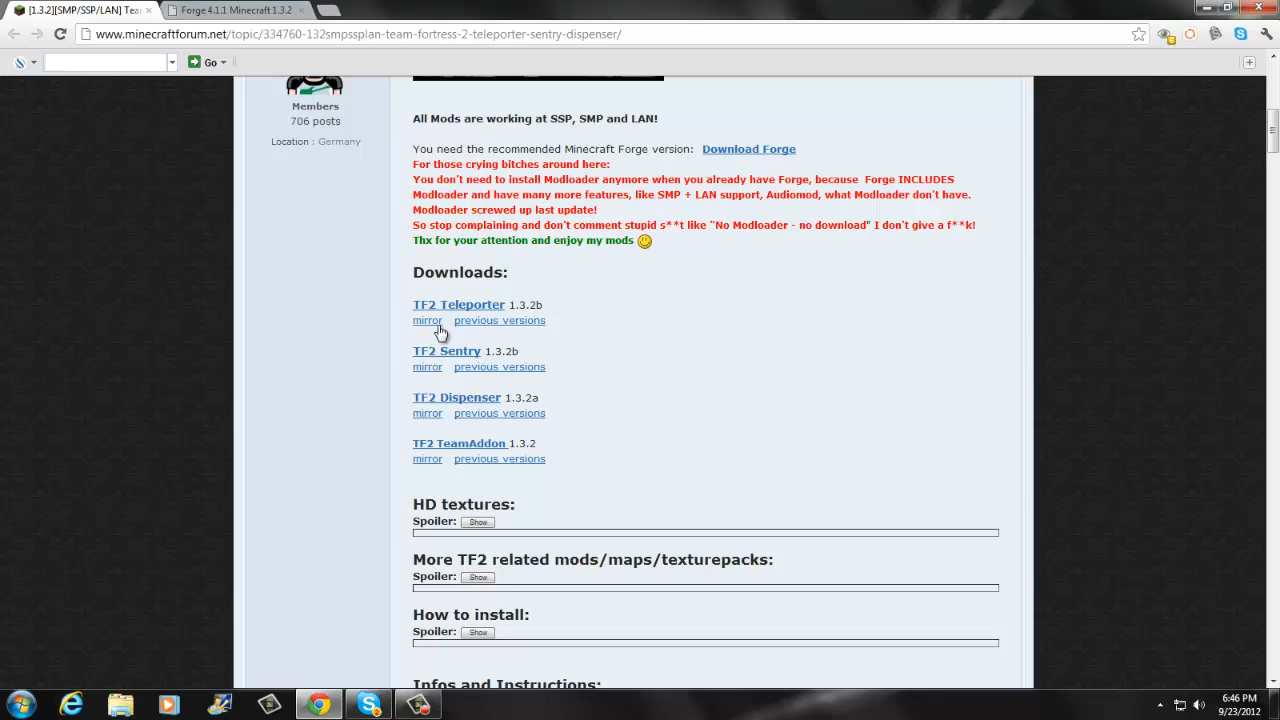 [1.3.2][SMP/SSP/LAN] Tea
Forge 4.1.1 Minecraft 1.3.2
www.minecraftforum.net/topic/334760-132smpssplan-team-fortress-2-teleporter-sentry-dispenser/
Go
Members
706 posts
Location : Germany
All Mods are working at SSP, SMP and LAN!
You need the recommended Minecraft Forge version: Download Forge
For those crying bitches around here:
You don't need to install Modloader anymore when you already have Forge, because Forge INCLUDES
Modloader and have many more features, like SMP + LAN support, Audiomod, what Modloader don't have.
Modloader screwed up last update!
So stop complaining and don't comment stupid s**t like "No Modloader - no download" I don't give a f**k!
Thx for your attention and enjoy my mods
Downloads:
TF2 Teleporter 1.3.2b
mirror previous versions
TF2 Sentry 1.3.2b
mirror previous versions
TF2 Dispenser 1.3.2a
mirror previous versions
TF2 TeamAddon 1.3.2
mirror previous versions
HD textures:
Spoiler: Show
More TF2 related mods/maps/texturepacks:
Spoiler: Show
How to install:
Spoiler: Show
Infos and Instructions:
6:46 PM
9/23/2012